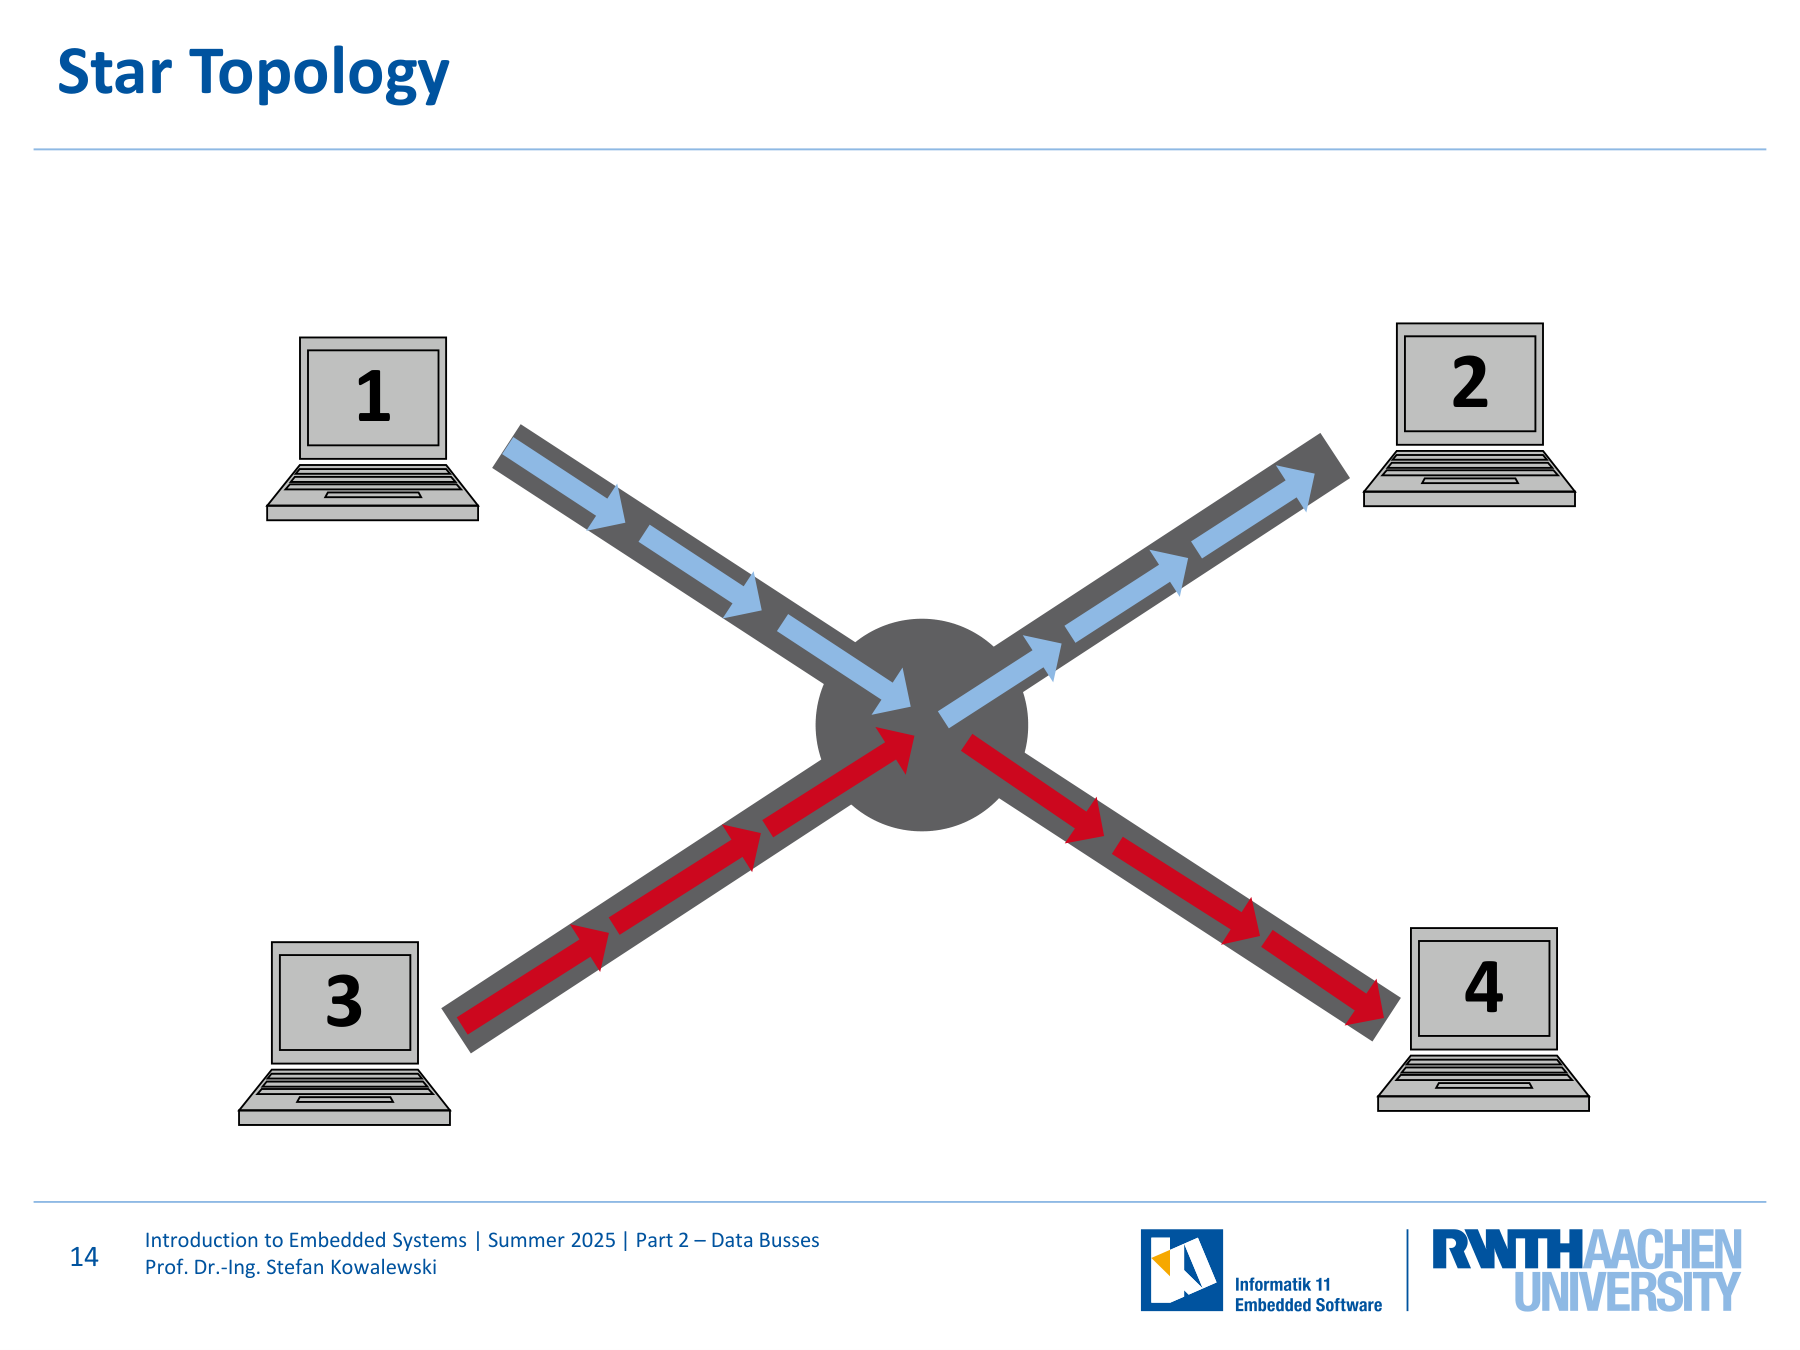 Star Topology
1
2
3
4
14
Introduction to Embedded Systems | Summer 2025 | Part 2 – Data Busses
Prof. Dr.-Ing. Stefan Kowalewski
Informatik 11
Embedded Software
RWTHAACHEN
UNIVERSITY